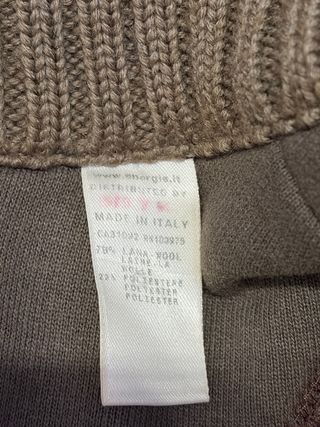 www.energie.it
DISTRIBUTED BY
MADE IN ITALY
CA31092 RN103975
78% LANA-WOOL
LAINE-LA
WOLLE
22% POLIESTERE
POLIESTER
POLYESTER